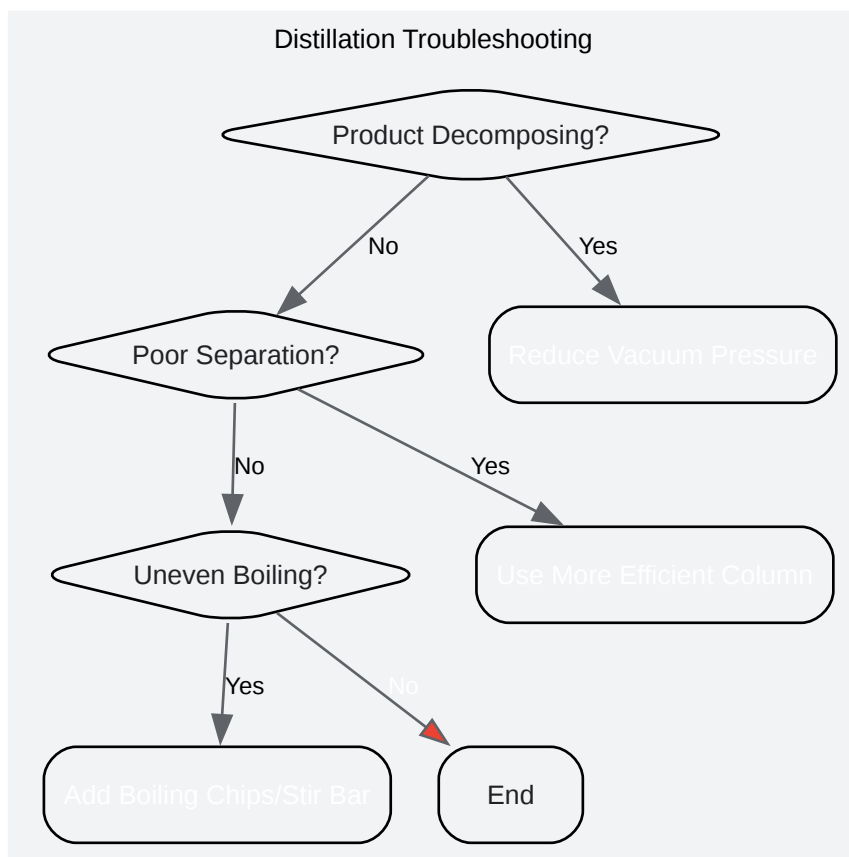 Distillation Troubleshooting
Product Decomposing?
No
Yes
Poor Separation?
Reduce Vacuum Pressure
No
Yes
Uneven Boiling?
Use More Efficient Column
Yes
No
Add Boiling Chips/Stir Bar
End